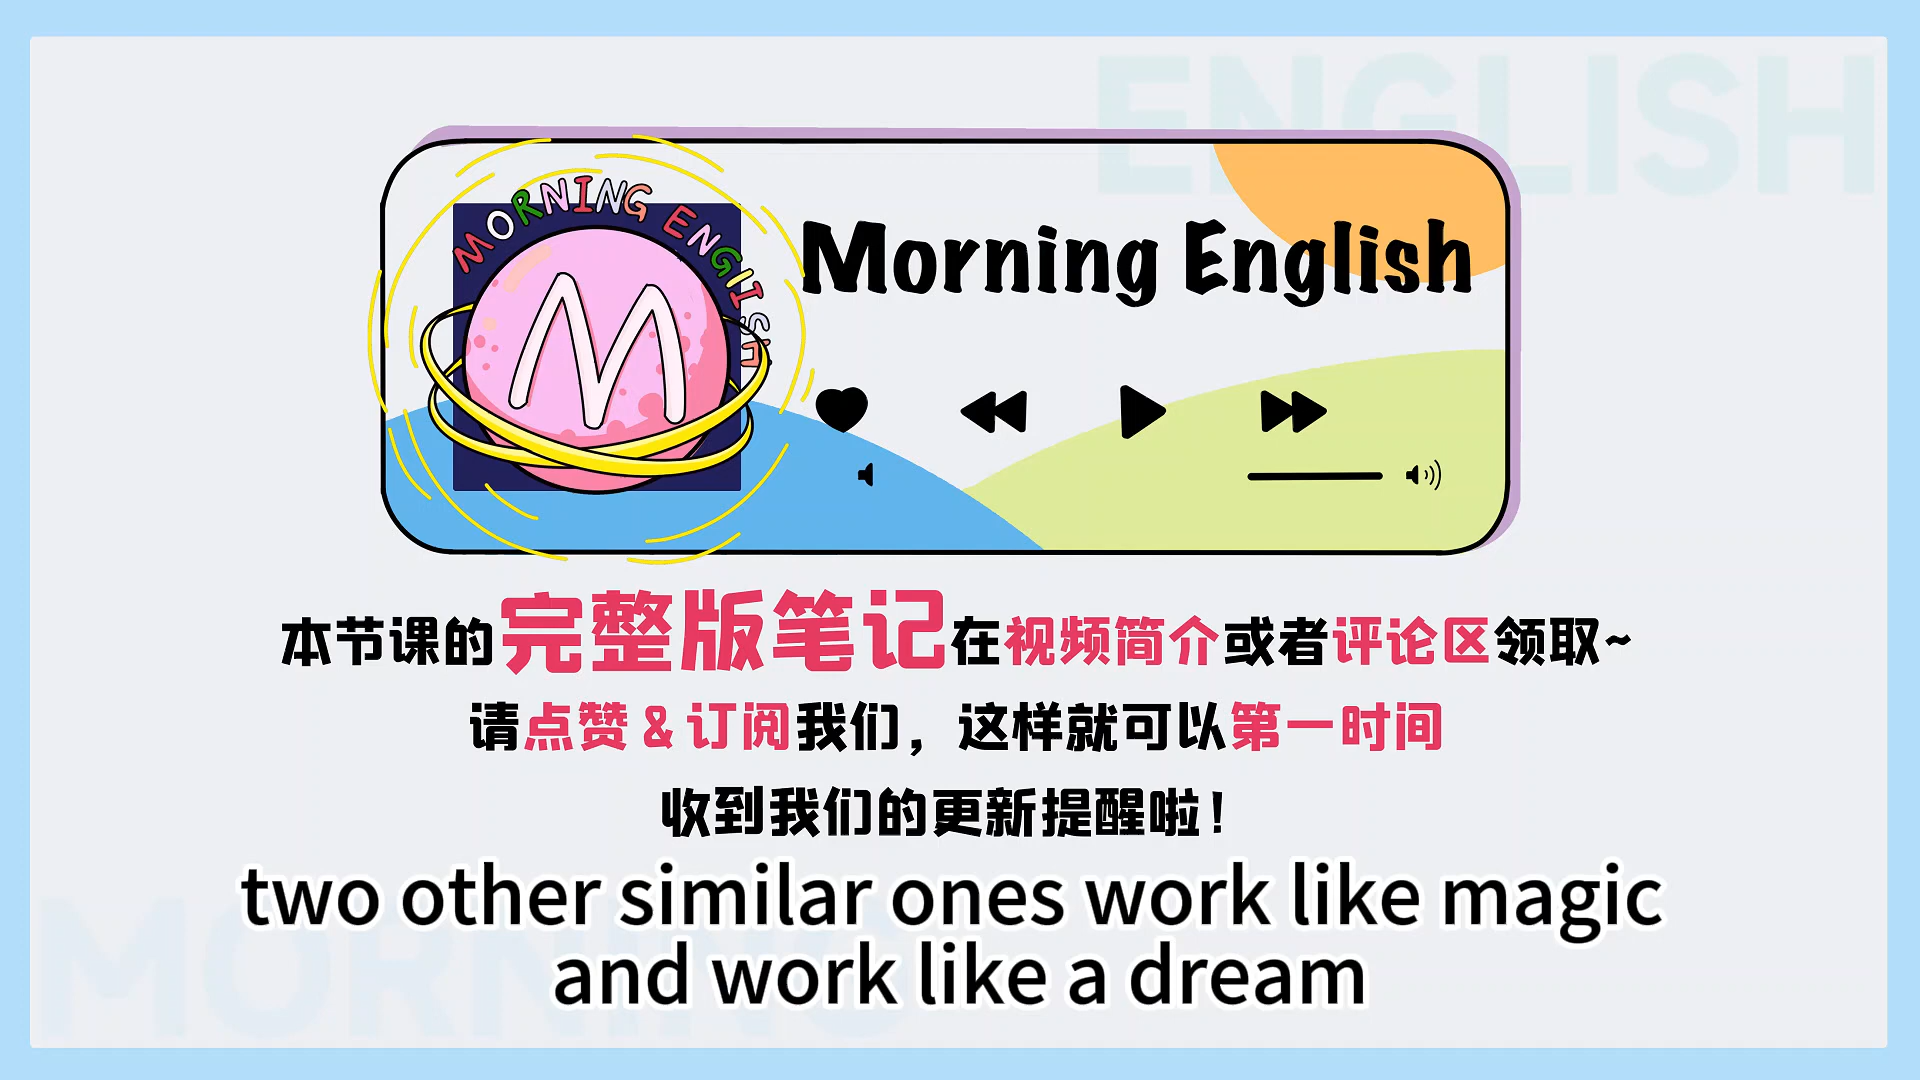 ENGLISH
MORNING ENGLISH
M
Morning English
本节课的完整版笔记在视频简介或者评论区领取~
请点赞&订阅我们，这样就可以第一时间
收到我们的更新提醒啦！
two other similar ones work like magic
and work like a dream
MORNING